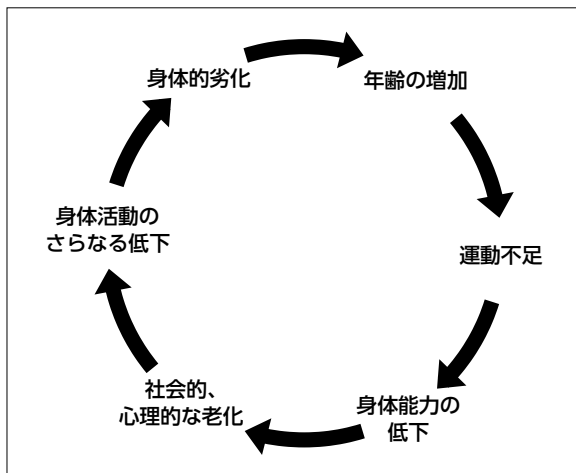 身体的劣化
年齢の増加
運動不足
身体能力の
低下
社会的、
心理的な老化
身体活動の
さらなる低下